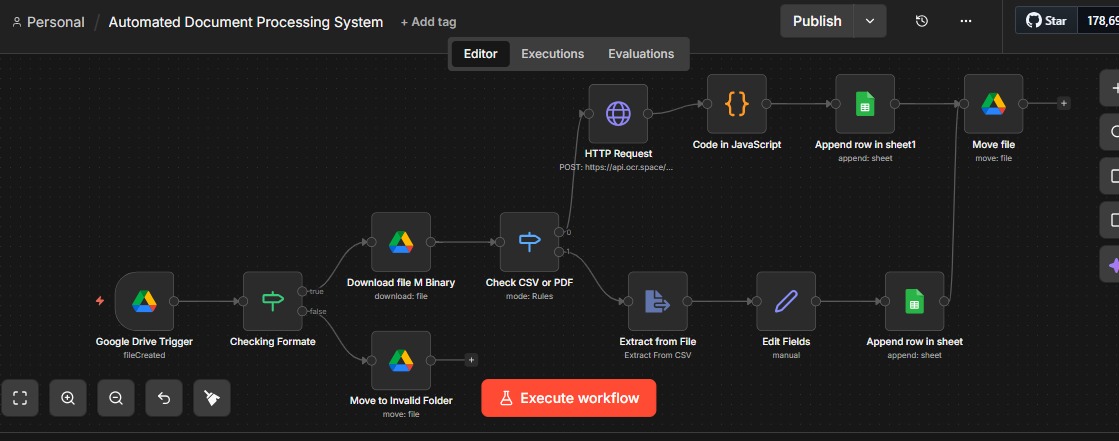 Personal / Automated Document Processing System + Add tag
Publish
Star 178,69
Editor Executions Evaluations
HTTP Request
POST: https://api.ocr.space/...
Code in JavaScript
Append row in sheet1
append: sheet
Move file
move: file
0
1
Download file M Binary
download: file
Check CSV or PDF
mode: Rules
true
false
Google Drive Trigger
fileCreated
Checking Formate
Extract from File
Extract From CSV
Edit Fields
manual
Append row in sheet
append: sheet
Move to Invalid Folder
move: file
Execute workflow